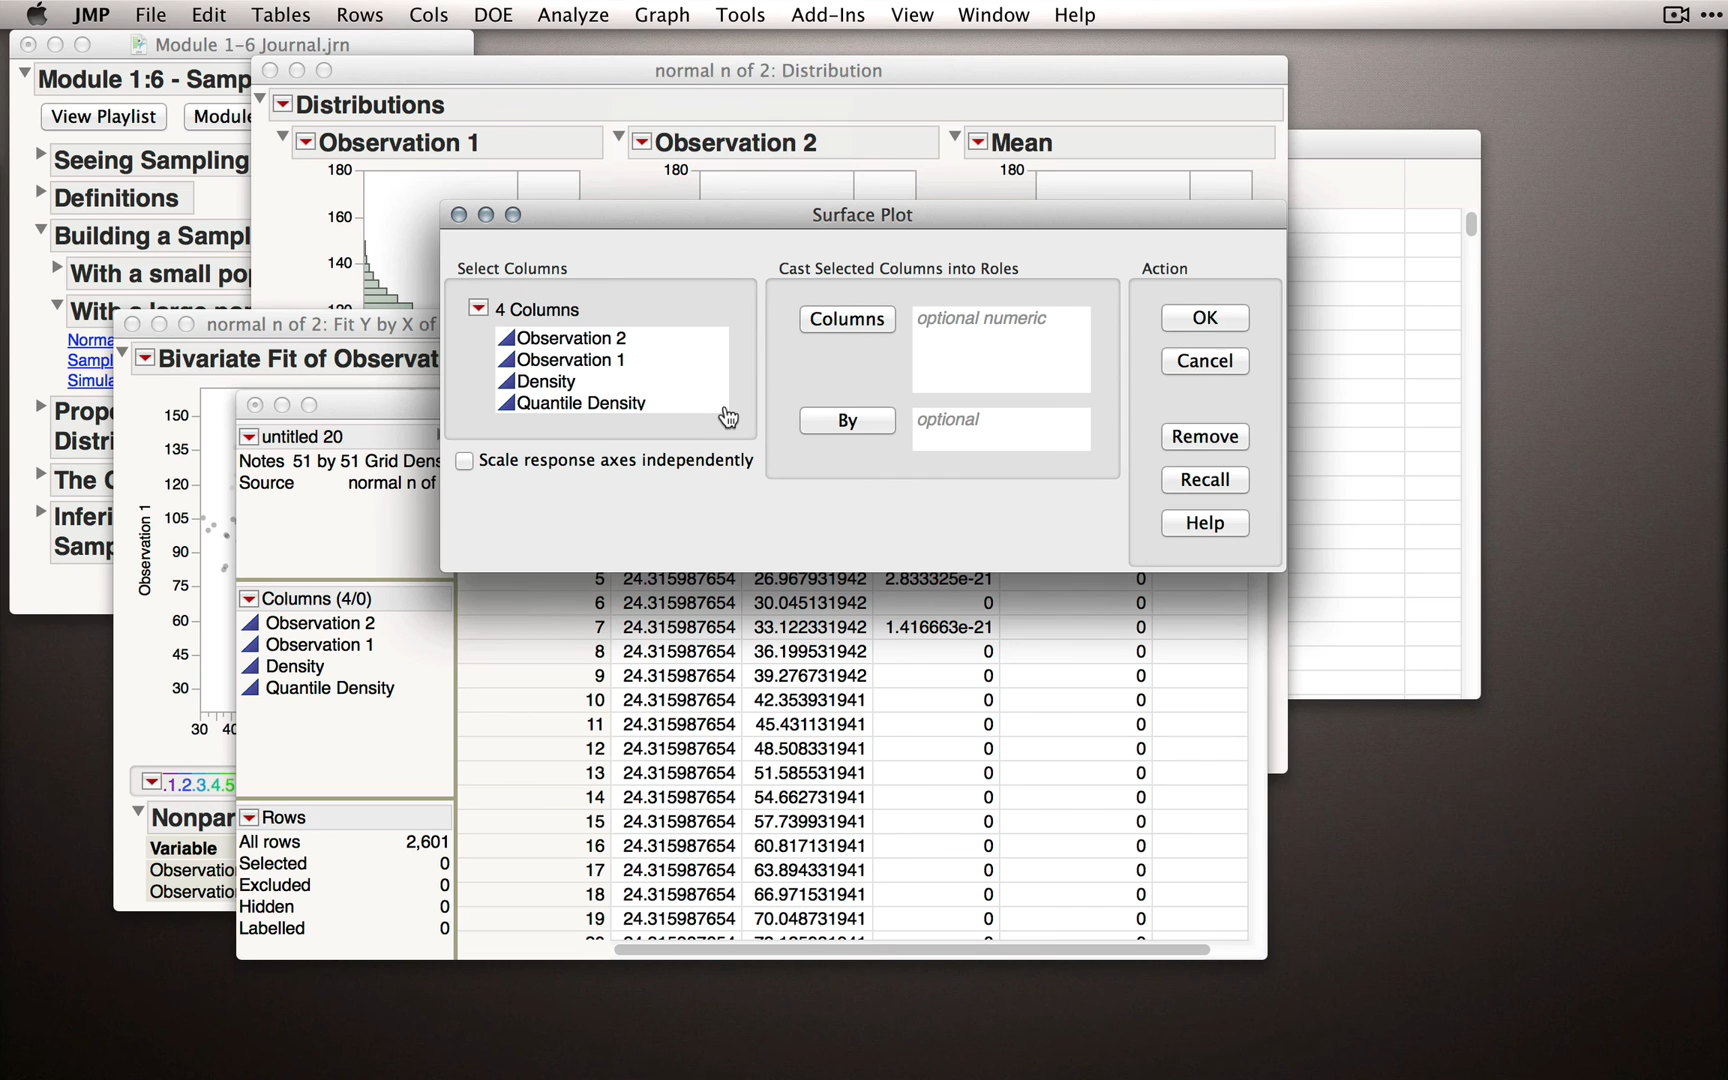 JMP File Edit Tables Rows Cols DOE Analyze Graph Tools Add-Ins View Window Help
Module 1-6 Journal.jrn
Module 1:6 -
View Playlist
Seeing Sampling
Definitions
Building a
With a small
With a
normal n of 2: Distribution
Distributions
Observation 1
Observation 2
Mean
180
160
140
180
180
normal n of 2: Fit Y by X of
Bivariate Fit of
150
135
120
105
90
75
60
45
30
Observation 1
30
.1.2.3.4.5
Variable
untitled 20
Notes 51 by 51 Grid
Source normal n of
Columns (4/0)
Observation 2
Observation 1
Density
Quantile Density
Rows
All rows 2,601
Selected 0
Excluded 0
Hidden 0
Labelled 0
Surface Plot
Select Columns
4 Columns
Observation 2
Observation 1
Density
Quantile Density
Scale response axes independently
Cast Selected Columns into Roles
Columns
optional numeric
By
optional
Action
OK
Cancel
Remove
Recall
Help
5 24.315987654 26.967931942 2.833325e-21 0
6 24.315987654 30.045131942 0 0
7 24.315987654 33.122331942 1.416663e-21 0
8 24.315987654 36.199531942 0 0
9 24.315987654 39.276731942 0 0
10 24.315987654 42.353931941 0 0
11 24.315987654 45.431131941 0 0
12 24.315987654 48.508331941 0 0
13 24.315987654 51.585531941 0 0
14 24.315987654 54.662731941 0 0
15 24.315987654 57.739931941 0 0
16 24.315987654 60.817131941 0 0
17 24.315987654 63.894331941 0 0
18 24.315987654 66.971531941 0 0
19 24.315987654 70.048731941 0 0